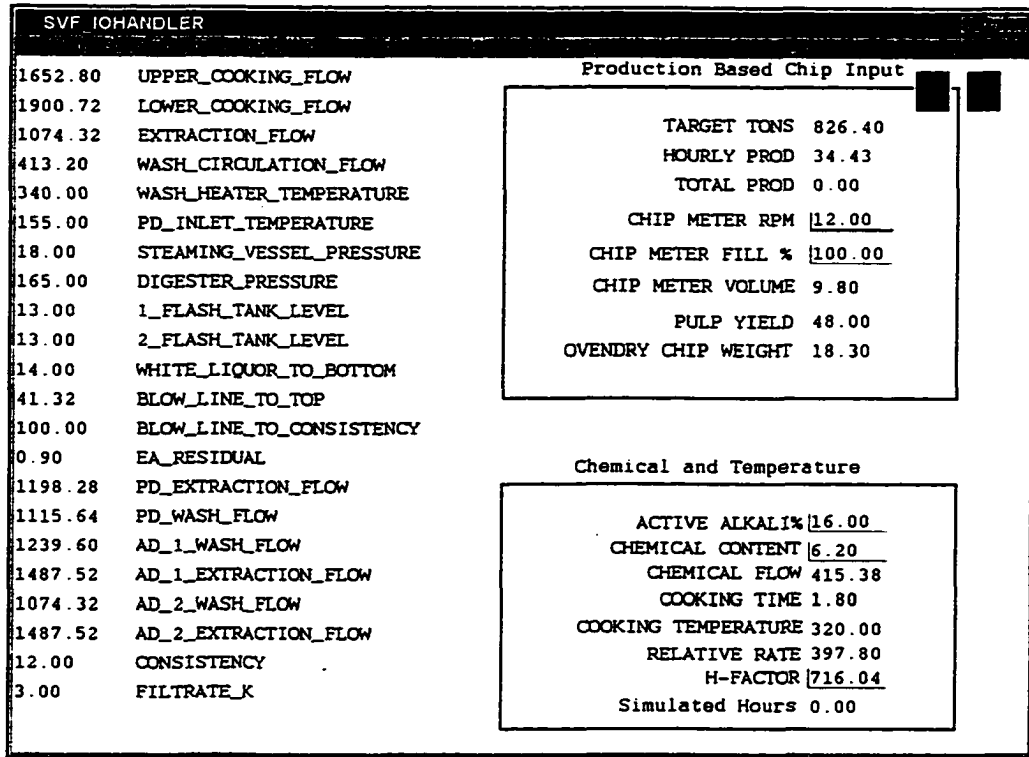 SVF_IOHANDLER
1652.80 UPPER_COOKING_FLOW
1900.72 LOWER_COOKING_FLOW
1074.32 EXTRACTION_FLOW
413.20 WASH_CIRCULATION_FLOW
340.00 WASH_HEATER_TEMPERATURE
155.00 PD_INLET_TEMPERATURE
18.00 STEAMING_VESSEL_PRESSURE
165.00 DIGESTER_PRESSURE
13.00 1_FLASH_TANK_LEVEL
13.00 2_FLASH_TANK_LEVEL
14.00 WHITE_LIQUOR_TO_BOTTOM
41.32 BLOW_LINE_TO_TOP
100.00 BLOW_LINE_TO_CONSISTENCY
0.90 EA_RESIDUAL
1198.28 PD_EXTRACTION_FLOW
1115.64 PD_WASH_FLOW
1239.60 AD_1_WASH_FLOW
1487.52 AD_1_EXTRACTION_FLOW
1074.32 AD_2_WASH_FLOW
1487.52 AD_2_EXTRACTION_FLOW
12.00 CONSISTENCY
3.00 FILTRATE_K
Production Based Chip Input
TARGET TONS 826.40
HOURLY PROD 34.43
TOTAL PROD 0.00
CHIP METER RPM 12.00
CHIP METER FILL % 100.00
CHIP METER VOLUME 9.80
PULP YIELD 48.00
OVENDRY CHIP WEIGHT 18.30
Chemical and Temperature
ACTIVE ALKALI% 16.00
CHEMICAL CONTENT 6.20
CHEMICAL FLOW 415.38
COOKING TIME 1.80
COOKING TEMPERATURE 320.00
RELATIVE RATE 397.80
H-FACTOR 716.04
Simulated Hours 0.00